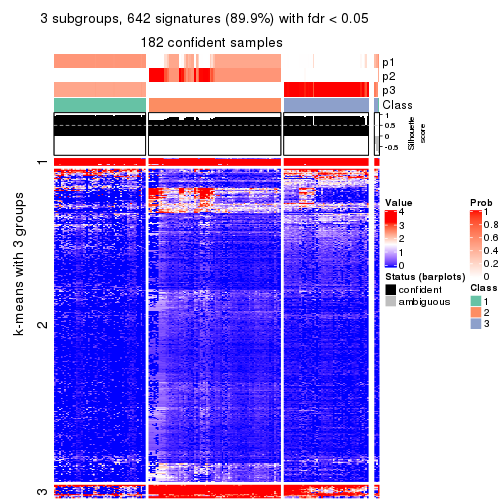 3 subgroups, 642 signatures (89.9%) with fdr < 0.05
182 confident samples
p1
p2
p3
Class
1
0.5
0
-0.5
Silhouette
score
k-means with 3 groups
1
2
3
Value
4
3
2
1
0
Status (barplots)
confident
ambiguous
Prob
1
0.8
0.6
0.4
0.2
0
Class
1
2
3